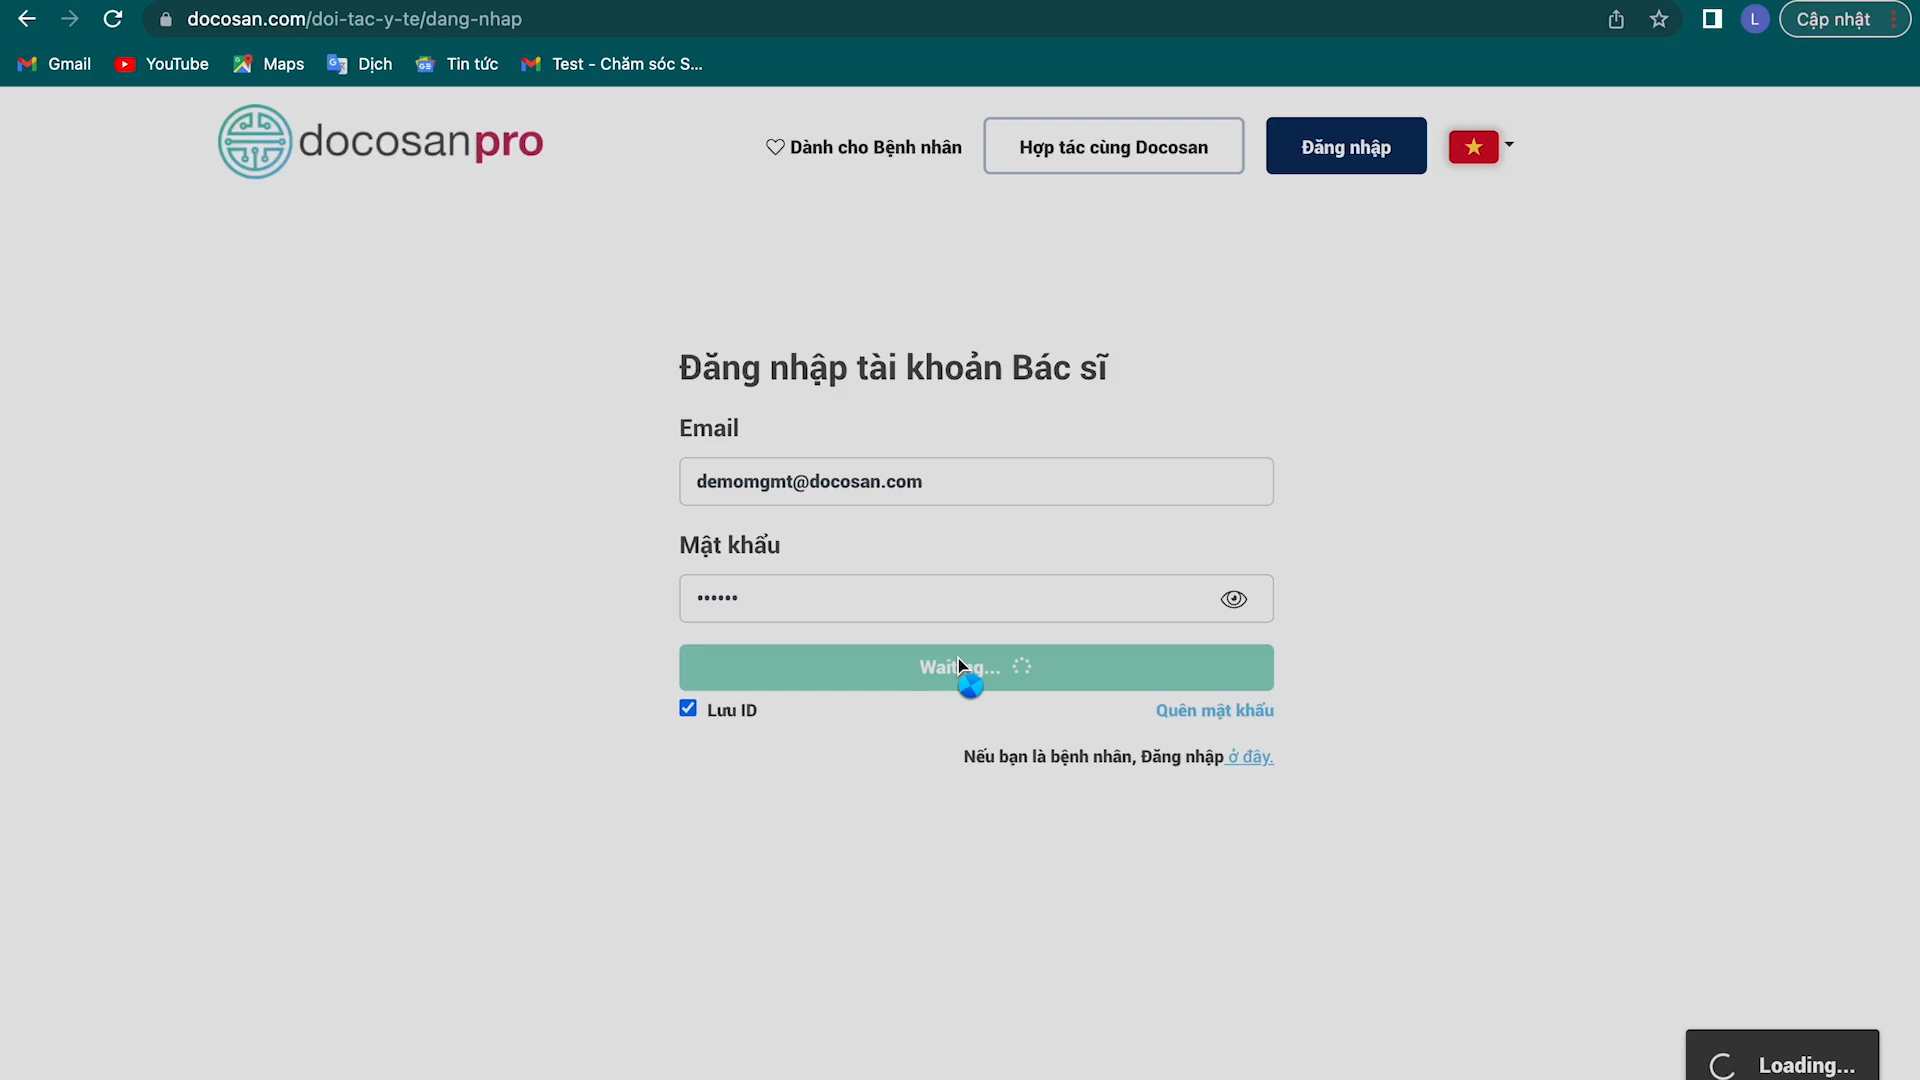 docosan.com/doi-tac-y-te/dang-nhap
L
Cập nhật
Gmail
YouTube
Maps
Dịch
Tin tức
Test - Chăm sóc S...
docosanpro
Dành cho Bệnh nhân
Hợp tác cùng Docosan
Đăng nhập
Đăng nhập tài khoản Bác sĩ
Email
demomgmt@docosan.com
Mật khẩu
Lưu ID
Quên mật khẩu
Nếu bạn là bệnh nhân, Đăng nhập ở đây.
Loading...